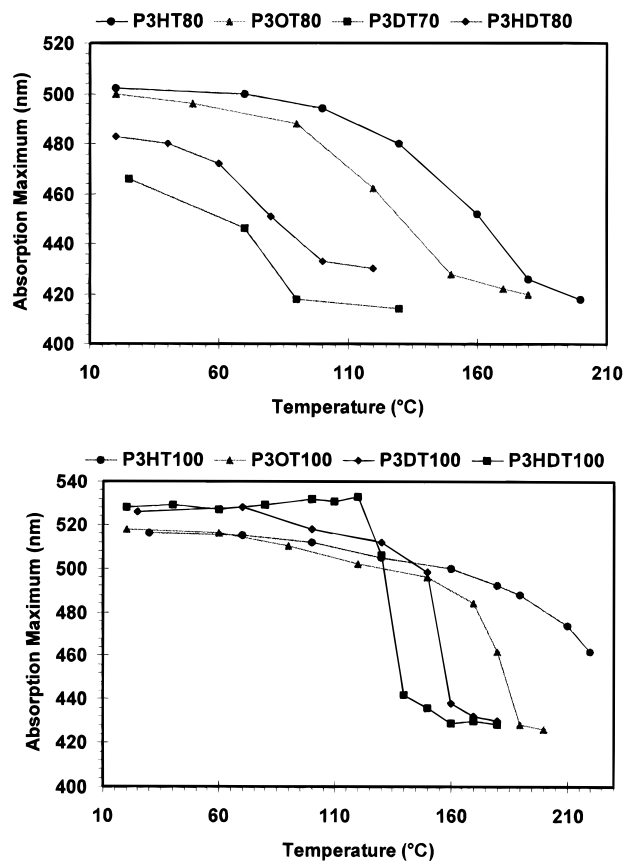 P3HT80 P3OT80 P3DT70 P3HDT80
520
500
480
460
440
420
400
Absorption Maximum (nm)
10 60 110 160 210
Temperature (°C)
P3HT100 P3OT100 P3DT100 P3HDT100
540
520
500
480
460
440
420
400
Absorption Maximum (nm)
10 60 110 160 210
Temperature (°C)